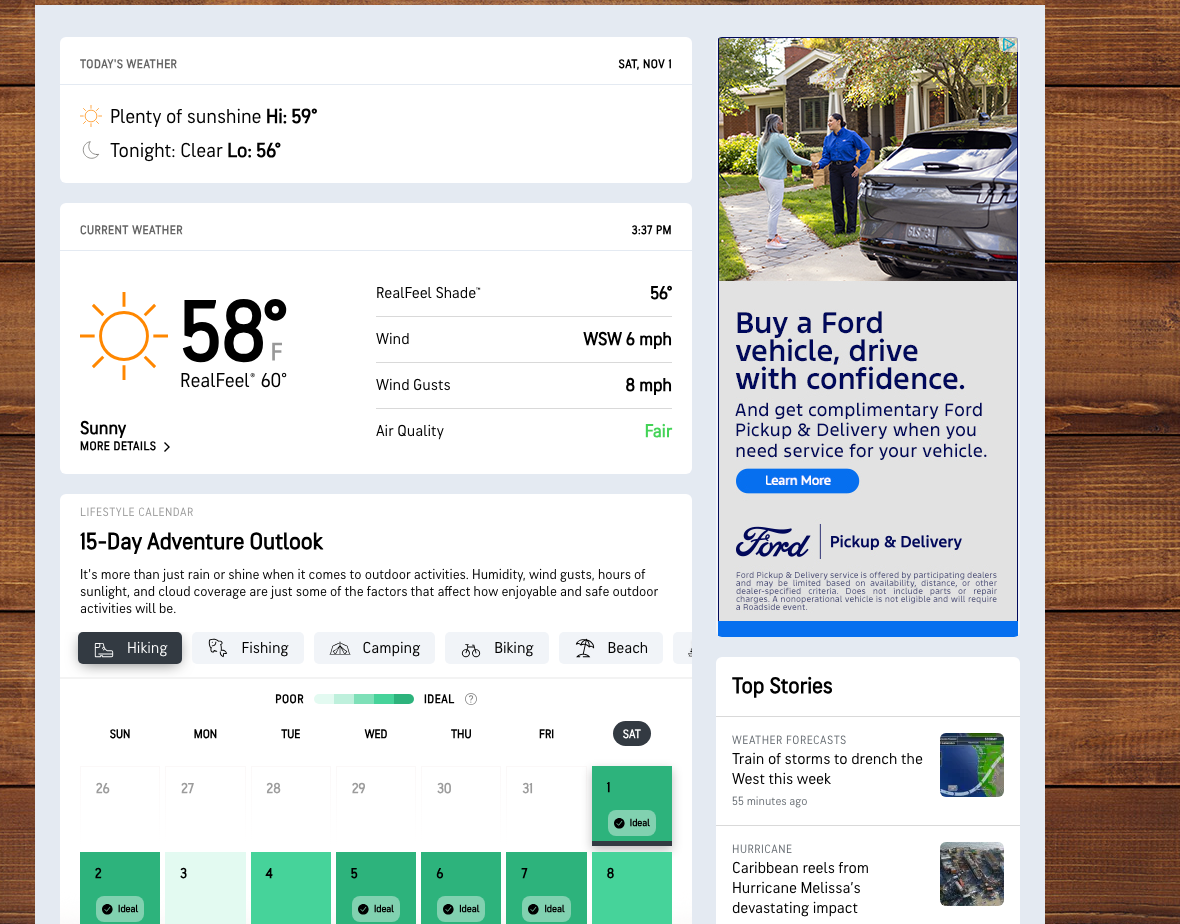 TODAY'S WEATHER
SAT, NOV 1
Plenty of sunshine Hi: 59°
Tonight: Clear Lo: 56°
CURRENT WEATHER
3:37 PM
58°
F
RealFeel® 60°
Sunny
MORE DETAILS
RealFeel Shade™
56°
Wind
WSW 6 mph
Wind Gusts
8 mph
Air Quality
Fair
LIFESTYLE CALENDAR
15-Day Adventure Outlook
It's more than just rain or shine when it comes to outdoor activities. Humidity, wind gusts, hours of
sunlight, and cloud coverage are just some of the factors that affect how enjoyable and safe outdoor
activities will be.
Hiking
Fishing
Camping
Biking
Beach
POOR
IDEAL
?
SUN
MON
TUE
WED
THU
FRI
SAT
26
27
28
29
30
31
1
Ideal
2
3
4
5
6
7
8
Ideal
Ideal
Ideal
Ideal
Buy a Ford
vehicle, drive
with confidence.
And get complimentary Ford
Pickup & Delivery when you
need service for your vehicle.
Learn More
Ford
Pickup & Delivery
Ford Pickup & Delivery service is offered by participating dealers
and may be limited based on availability, distance, or other
dealer-specified criteria. Does not include parts or repair
charges. A nonoperational vehicle is not eligible and will require
a Roadside event.
Top Stories
WEATHER FORECASTS
Train of storms to drench the
West this week
55 minutes ago
HURRICANE
Caribbean reels from
Hurricane Melissa's
devastating impact